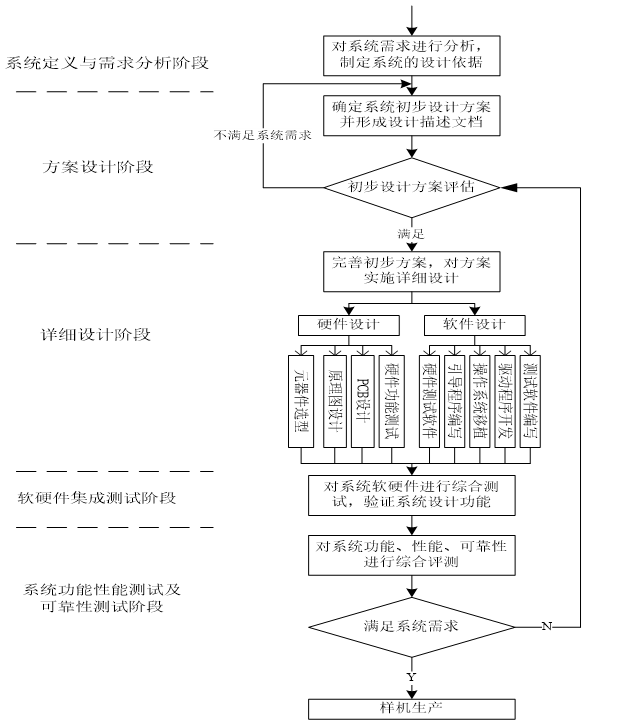 对系统需求进行分析，
制定系统的设计依据
系统定义与需求分析阶段
确定系统初步设计方案
并形成设计描述文档
不满足系统需求
方案设计阶段
初步设计方案评估
满足
完善初步方案，对方案
实施详细设计
硬件设计
软件设计
详细设计阶段
元器件选型
原理图设计
PCB设计
硬件功能测试
硬件测试软件
引导程序编写
操作系统移植
驱动程序开发
测试软件编写
软硬件集成测试阶段
对系统软硬件进行综合测
试，验证系统设计功能
对系统功能、性能、可靠性
进行综合评测
系统功能性能测试及
可靠性测试阶段
满足系统需求
N
Y
样机生产